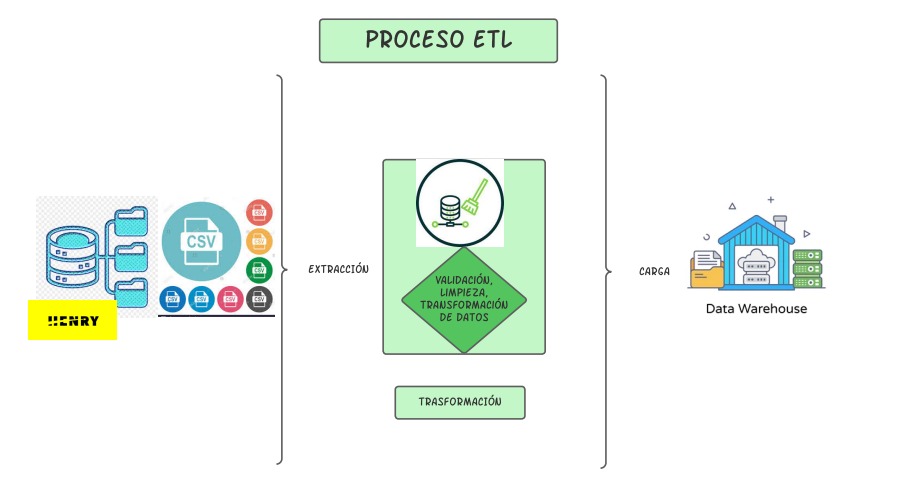 PROCESO ETL
HENRY
CSV
CSV
CSV
CSV
CSV
CSV
CSV
CSV
EXTRACCIÓN
VALIDACIÓN,
LIMPIEZA,
TRANSFORMACIÓN
DE DATOS
TRASFORMACIÓN
CARGA
Data Warehouse